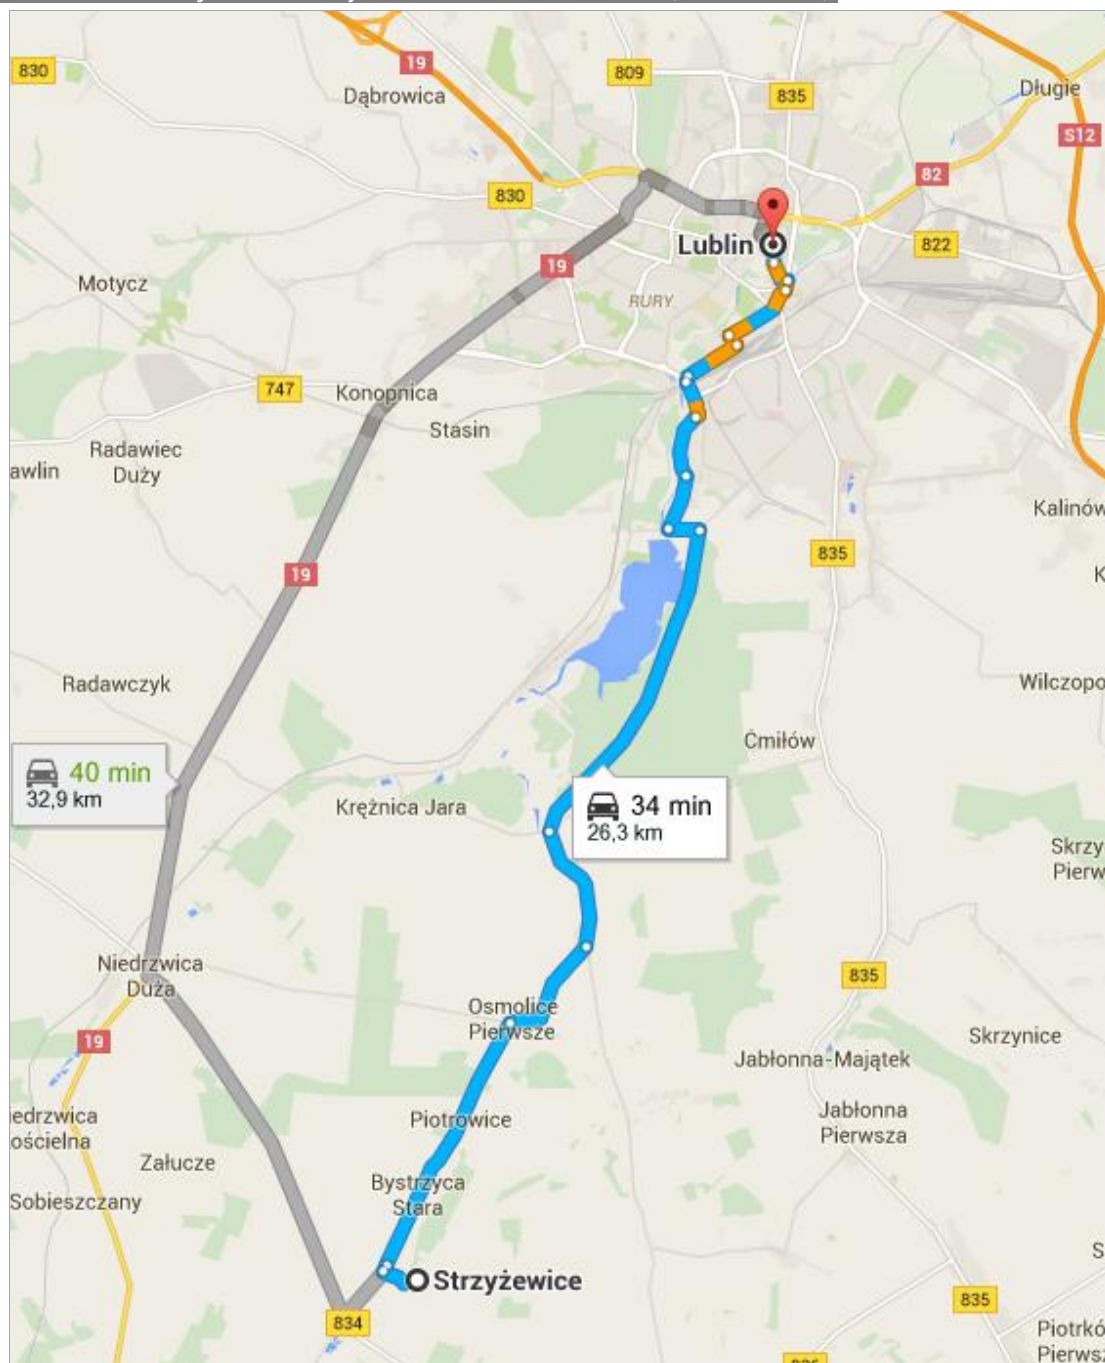 19
830
809
835
Długie
Dąbrowica
S12
82
830
Lublin
822
19
Motycz
RURY
747
Konopnica
Stasin
Radawiec
Duży
awlin
Kalinów
835
19
K
Radawczyk
Wilczopo
Ćmiłów
40 min
32,9 km
34 min
26,3 km
Krężnica Jara
Skrzy
Pierw
Niedrzwica
Duża
835
Osmolice
Pierwsze
19
Skrzynice
Jabłonna-Majątek
iedrzwica
ościelna
Piotrowice
Jabłonna
Pierwsza
Załucze
Bystrzyca
Stara
Sobieszczany
S
Strzyżewice
835
834
Piotrkó
Pierws